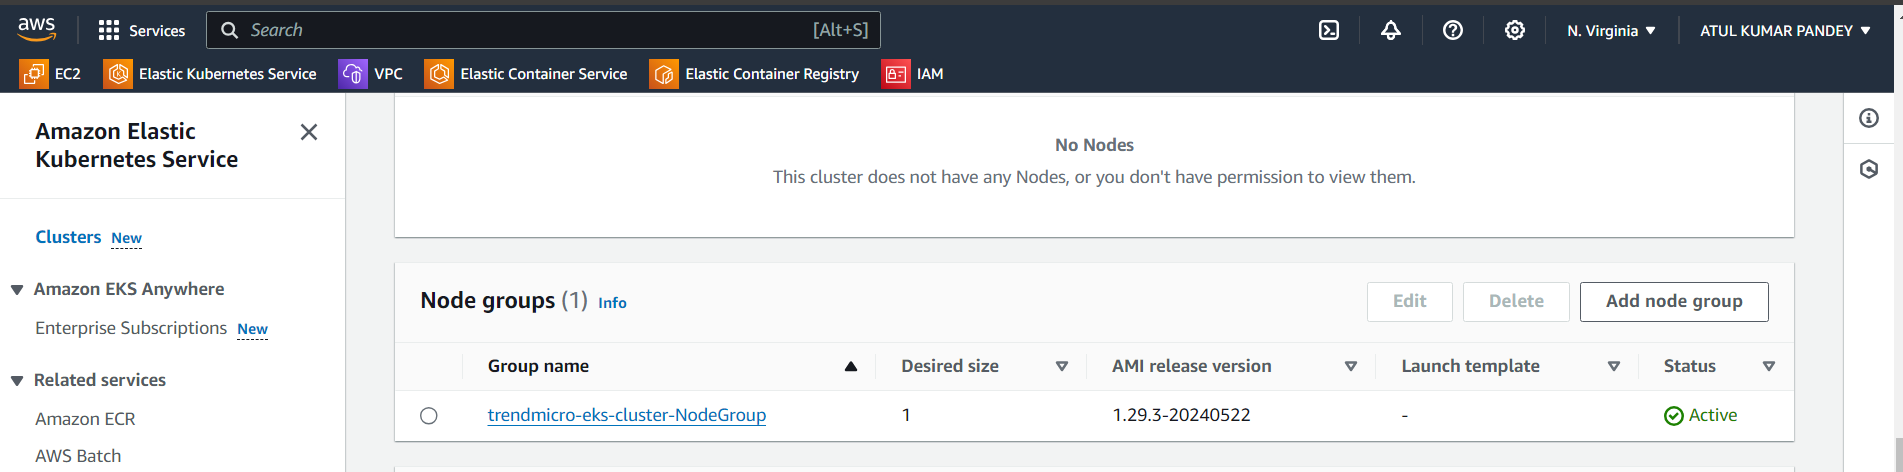 aws
Services
Search
[Alt+S]
N. Virginia
ATUL KUMAR PANDEY
EC2
Elastic Kubernetes Service
VPC
Elastic Container Service
Elastic Container Registry
IAM
Amazon Elastic
Kubernetes Service
Clusters New
Amazon EKS Anywhere
Enterprise Subscriptions New
Related services
Amazon ECR
AWS Batch
No Nodes
This cluster does not have any Nodes, or you don't have permission to view them.
Node groups (1) Info
Edit
Delete
Add node group
Group name
Desired size
AMI release version
Launch template
Status
trendmicro-eks-cluster-NodeGroup
1
1.29.3-20240522
-
Active